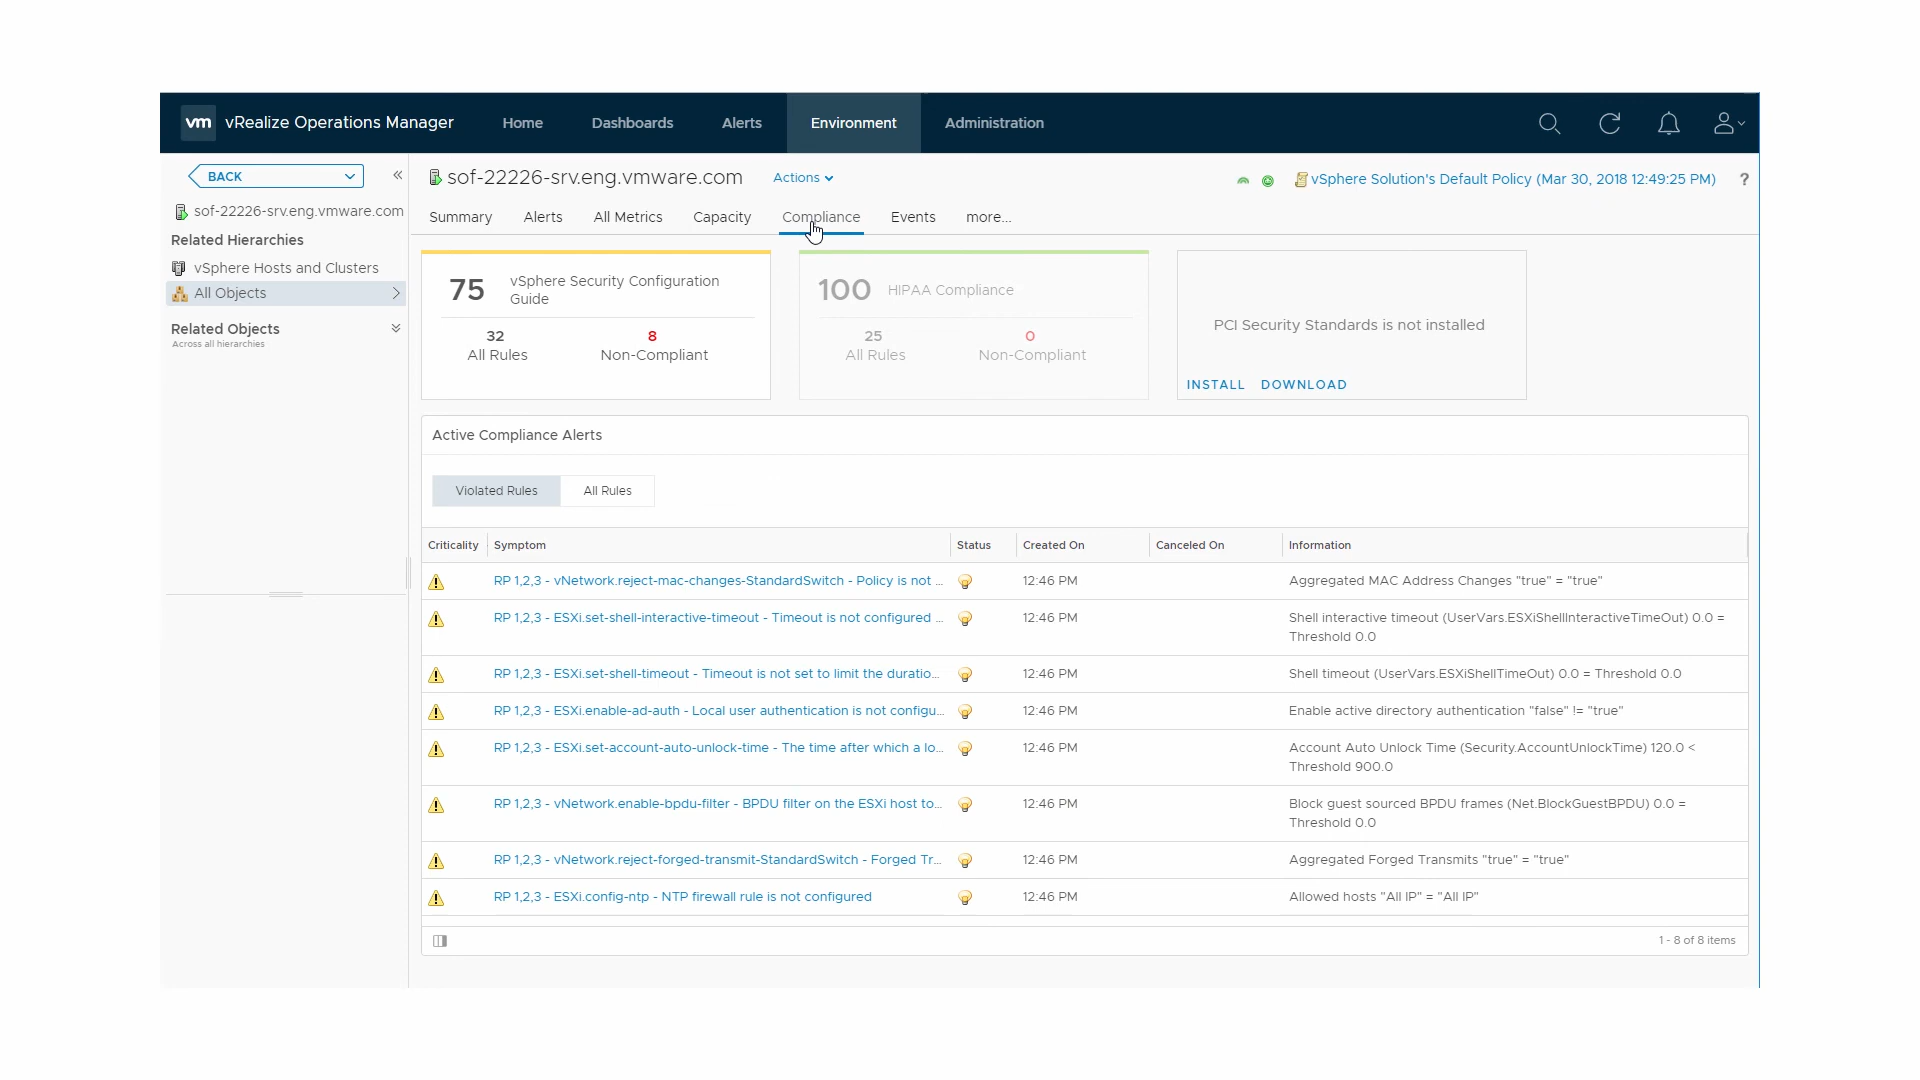 vm vRealize Operations Manager Home Dashboards Alerts Environment Administration
BACK
sof-22226-srv.eng.vmware.com
Related Hierarchies
vSphere Hosts and Clusters
All Objects
Related Objects
Across all hierarchies
sof-22226-srv.eng.vmware.com Actions vSphere Solution's Default Policy (Mar 30, 2018 12:49:25 PM) ?
Summary Alerts All Metrics Capacity Compliance Events more...
75 vSphere Security Configuration
Guide
32 8
All Rules Non-Compliant
100 HIPAA Compliance
25 0
All Rules Non-Compliant
PCI Security Standards is not installed
INSTALL DOWNLOAD
Active Compliance Alerts
Violated Rules All Rules
Criticality Symptom Status Created On Canceled On Information
RP 1,2,3 - vNetwork.reject-mac-changes-StandardSwitch - Policy is not ... 12:46 PM Aggregated MAC Address Changes "true" = "true"
RP 1,2,3 - ESXi.set-shell-interactive-timeout - Timeout is not configured ... 12:46 PM Shell interactive timeout (UserVars.ESXiShellInteractiveTimeOut) 0.0 =
Threshold 0.0
RP 1,2,3 - ESXi.set-shell-timeout - Timeout is not set to limit the duratio... 12:46 PM Shell timeout (UserVars.ESXiShellTimeOut) 0.0 = Threshold 0.0
RP 1,2,3 - ESXi.enable-ad-auth - Local user authentication is not configu... 12:46 PM Enable active directory authentication "false" != "true"
RP 1,2,3 - ESXi.set-account-auto-unlock-time - The time after which a lo... 12:46 PM Account Auto Unlock Time (Security.AccountUnlockTime) 120.0 <
Threshold 900.0
RP 1,2,3 - vNetwork.enable-bpdu-filter - BPDU filter on the ESXi host to... 12:46 PM Block guest sourced BPDU frames (Net.BlockGuestBPDU) 0.0 =
Threshold 0.0
RP 1,2,3 - vNetwork.reject-forged-transmit-StandardSwitch - Forged Tr... 12:46 PM Aggregated Forged Transmits "true" = "true"
RP 1,2,3 - ESXi.config-ntp - NTP firewall rule is not configured 12:46 PM Allowed hosts "All IP" = "All IP"
1 - 8 of 8 items